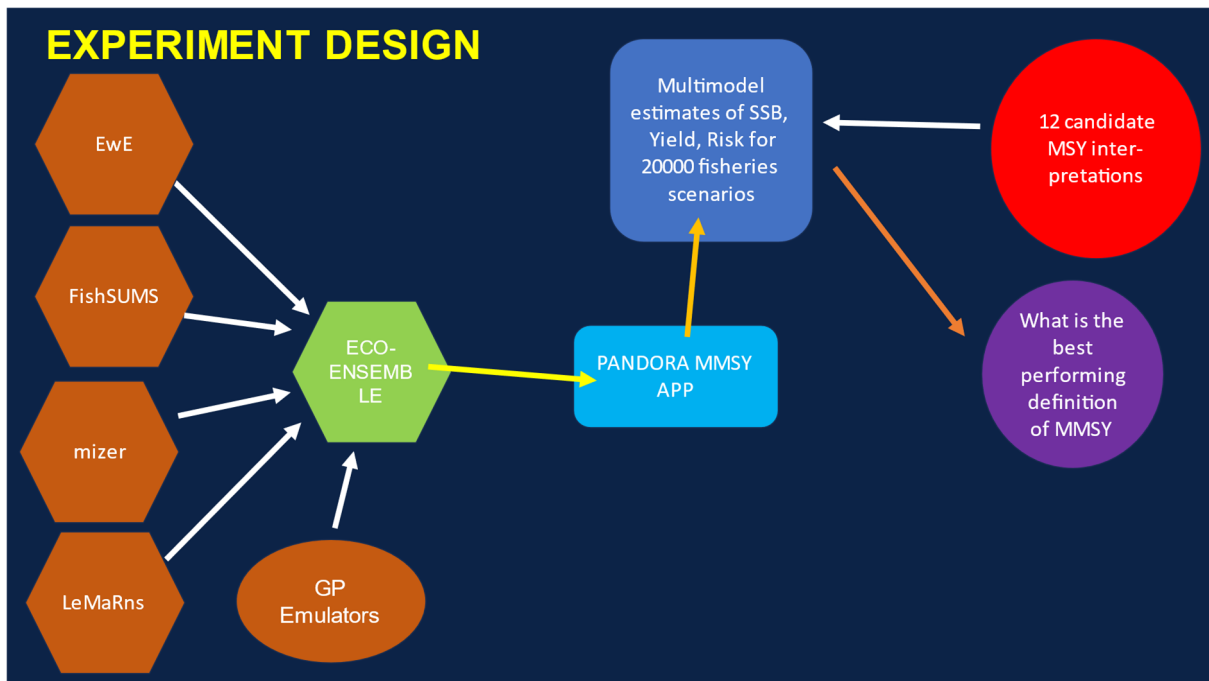 EXPERIMENT DESIGN
EwE
FishSUMS
mizer
LeMaRns
GP
Emulators
ECO-
ENSEMB
LE
PANDORA MMSY
APP
Multimodel
estimates of SSB,
Yield, Risk for
20000 fisheries
scenarios
12 candidate
MSY inter-
pretations
What is the
best
performing
definition
of MMSY